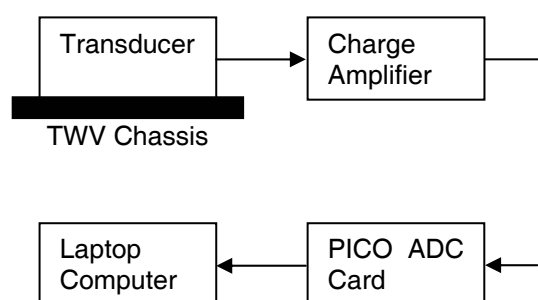 Transducer
Charge
Amplifier
TWV Chassis
Laptop
Computer
PICO ADC
Card